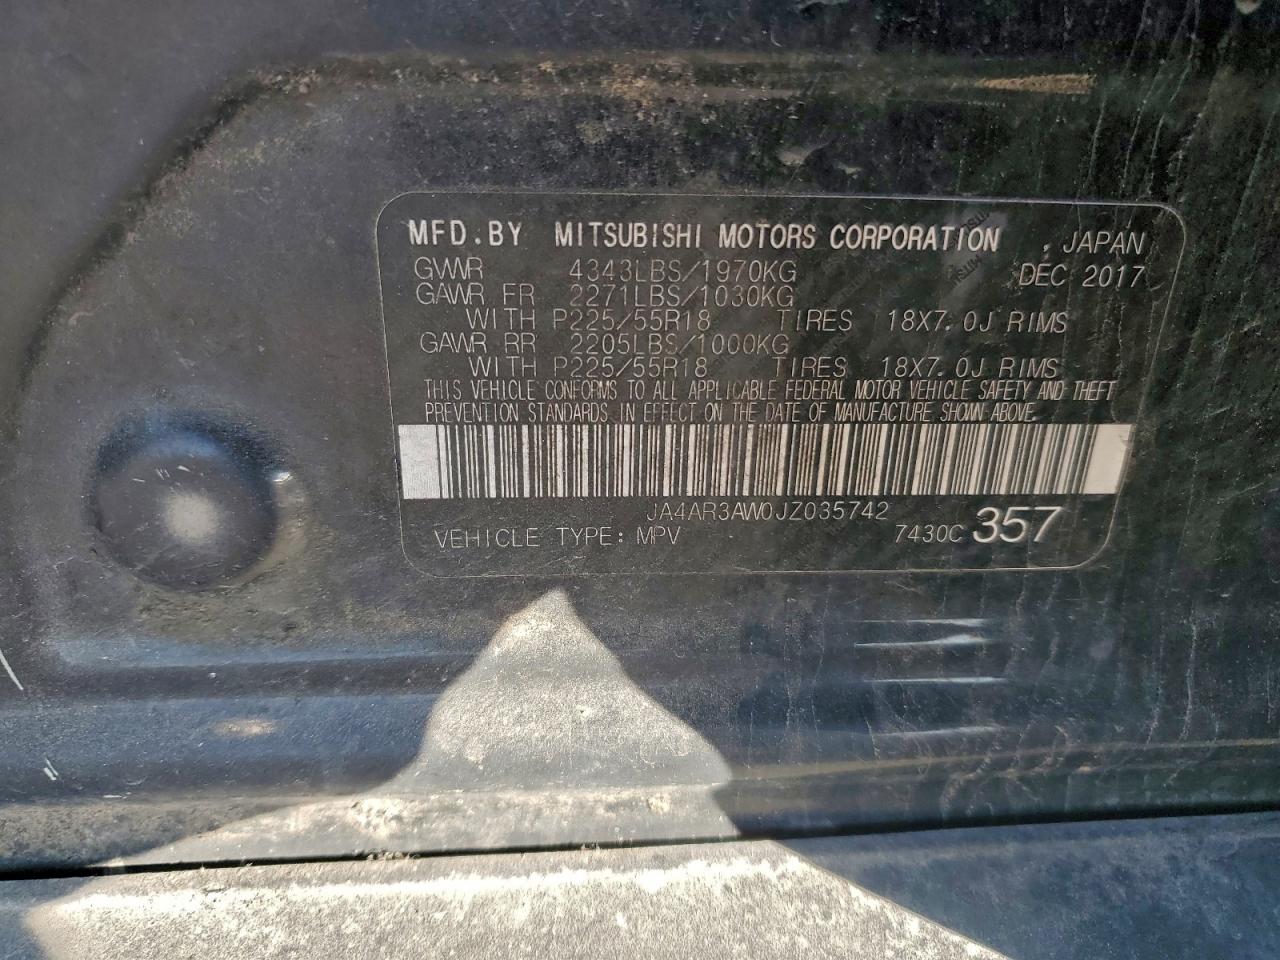 MFD.BY MITSUBISHI MOTORS CORPORATION , JAPAN
GVWR 4343LBS/1970KG DEC 2017
GAWR FR 2271LBS/1030KG
WITH P225/55R18 TIRES 18X7.0J RIMS
GAWR RR 2205LBS/1000KG
WITH P225/55R18 TIRES 18X7.0J RIMS
THIS VEHICLE CONFORMS TO ALL APPLICABLE FEDERAL MOTOR VEHICLE SAFETY AND THEFT
PREVENTION STANDARDS IN EFFECT ON THE DATE OF MANUFACTURE SHOWN ABOVE.
JA4AR3AW0JZ035742
VEHICLE TYPE: MPV 7430C 357